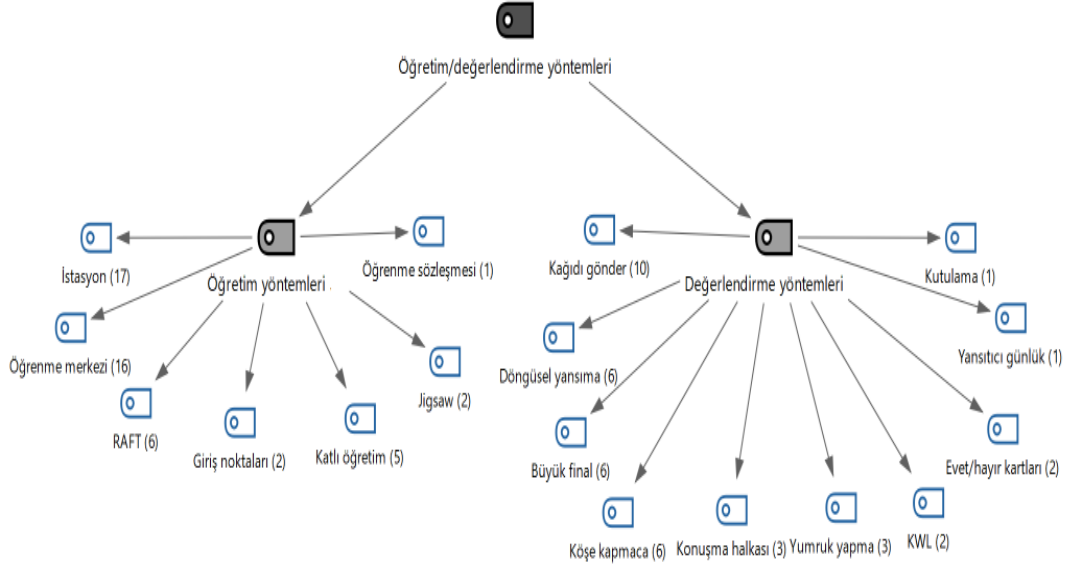 Öğretim/değerlendirme yöntemleri
İstasyon (17)
Öğretim yöntemleri
Öğrenme sözleşmesi (1)
Öğrenme merkezi (16)
RAFT (6)
Giriş noktaları (2)
Katlı öğretim (5)
Jigsaw (2)
Kağıdı gönder (10)
Değerlendirme yöntemleri
Kutulama (1)
Döngüsel yansıma (6)
Yansıtıcı günlük (1)
Büyük final (6)
Evet/hayır kartları (2)
Köşe kapmaca (6)
Konuşma halkası (3)
Yumruk yapma (3)
KWL (2)